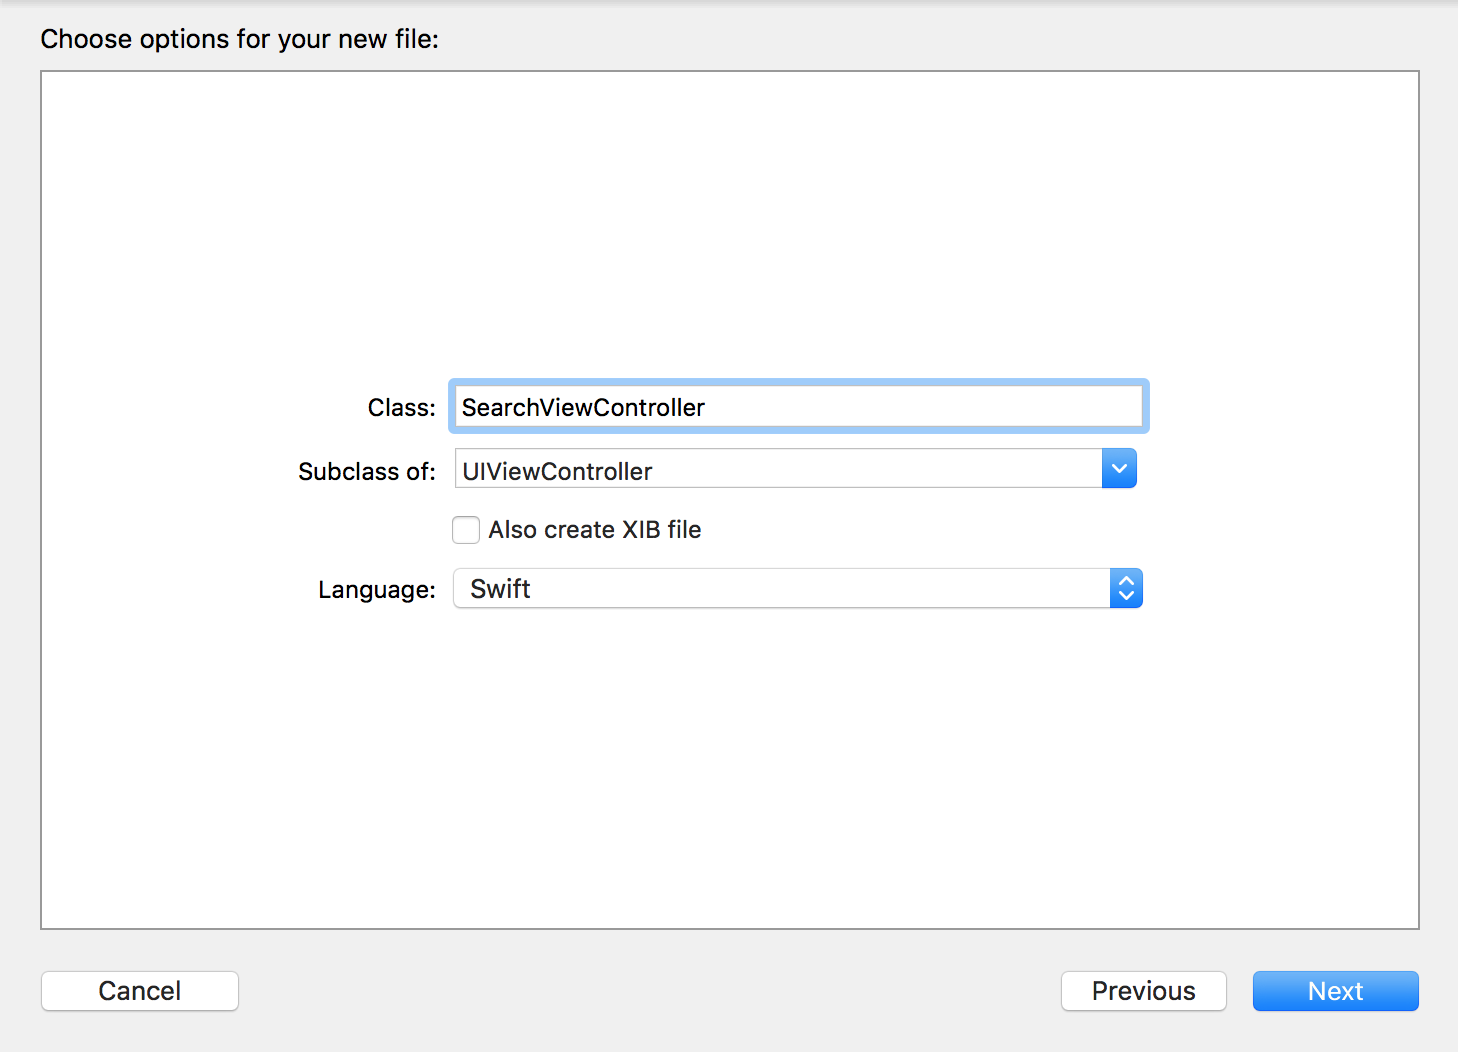 Choose options for your new file:
Class: SearchViewController
Subclass of: UIViewController
Also create XIB file
Language: Swift
Cancel Previous Next